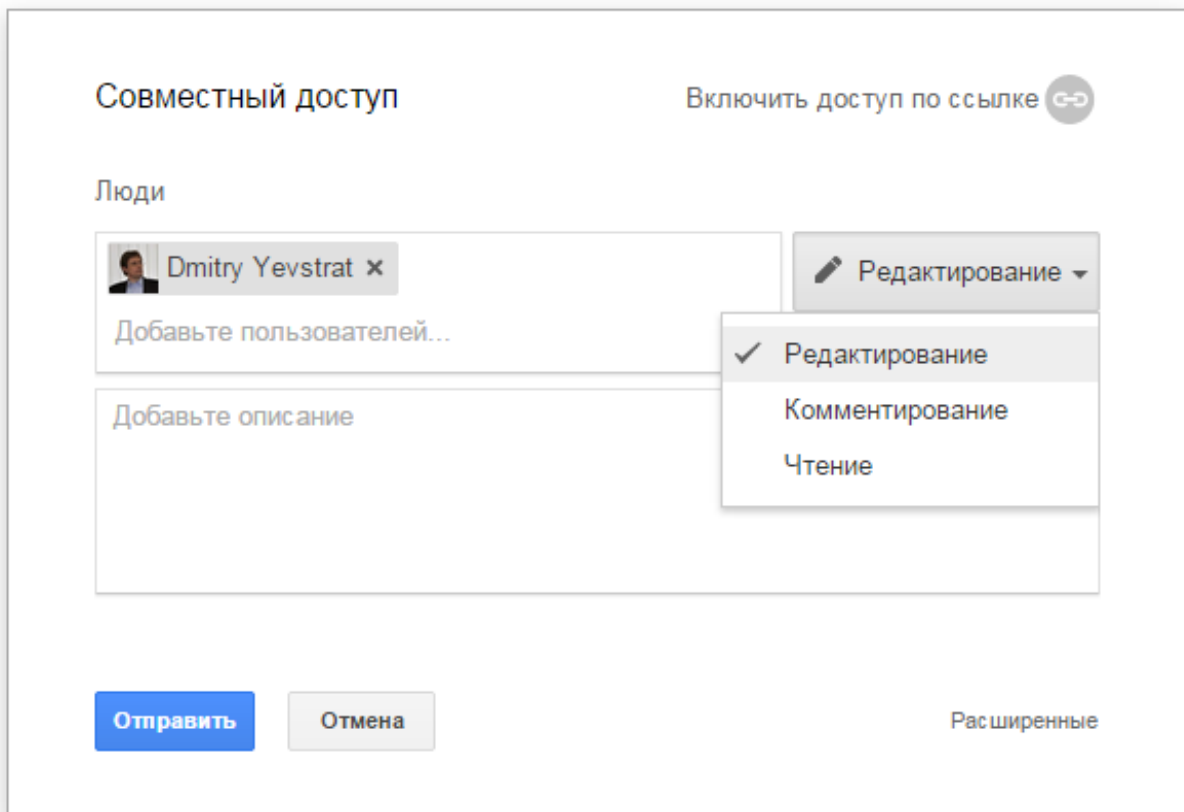 Совместный доступ
Включить доступ по ссылке
Люди
Dmitry Yevstrat ×
Редактирование
Добавьте пользователей...
Редактирование
Комментирование
Чтение
Добавьте описание
Отправить
Отмена
Расширенные